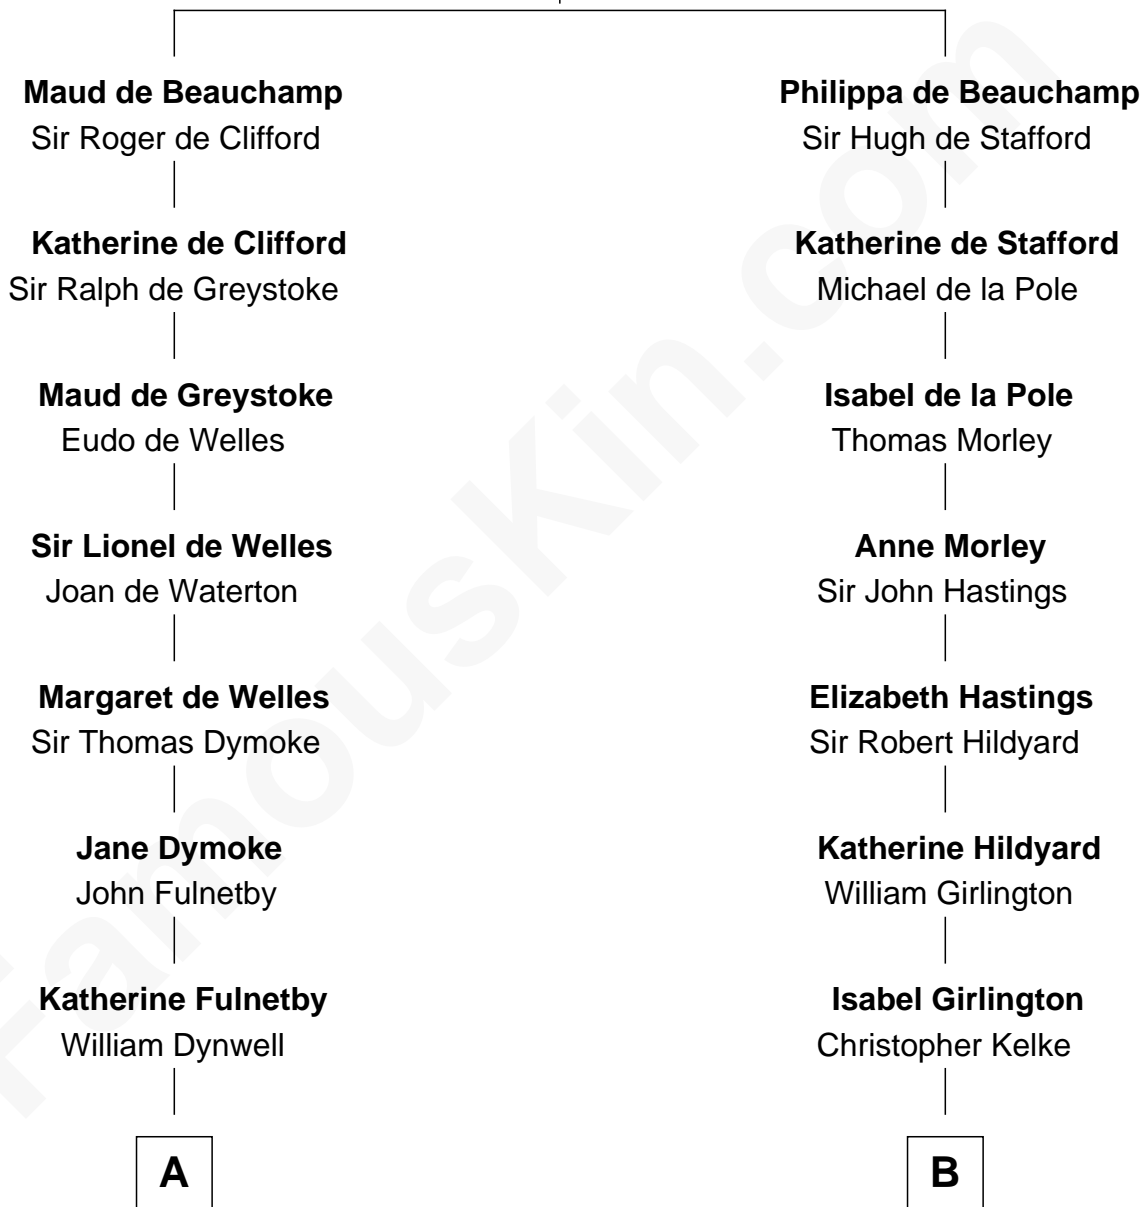 Maud de Beauchamp
Sir Roger de Clifford
Katherine de Clifford
Sir Ralph de Greystoke
Maud de Greystoke
Eudo de Welles
Sir Lionel de Welles
Joan de Waterton
Margaret de Welles
Sir Thomas Dymoke
Jane Dymoke
John Fulnetby
Katherine Fulnetby
William Dynwell
A
Philippa de Beauchamp
Sir Hugh de Stafford
Katherine de Stafford
Michael de la Pole
Isabel de la Pole
Thomas Morley
Anne Morley
Sir John Hastings
Elizabeth Hastings
Sir Robert Hildyard
Katherine Hildyard
William Girlington
Isabel Girlington
Christopher Kelke
B
FamousKin.com